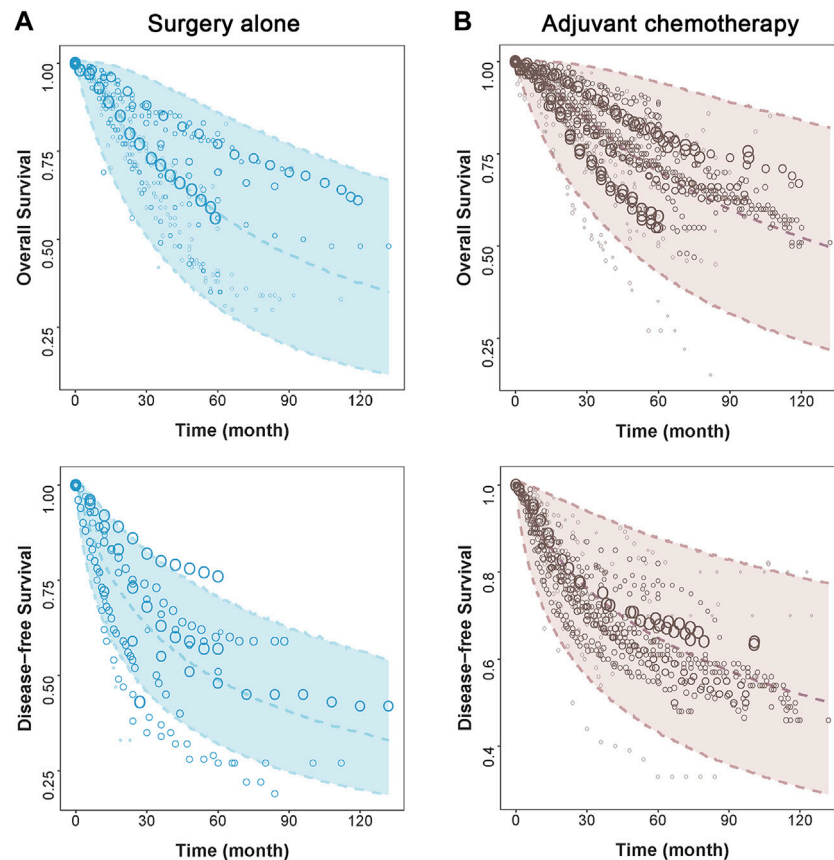 A Surgery alone B Adjuvant chemotherapy
Overall Survival
1.00
0.75
0.50
0.25
0 30 60 90 120
Time (month)
Overall Survival
1.00
0.75
0.50
0.25
0 30 60 90 120
Time (month)
Disease–free Survival
1.00
0.75
0.50
0.25
0 30 60 90 120
Time (month)
Disease–free Survival
1.0
0.8
0.6
0.4
0 30 60 90 120
Time (month)